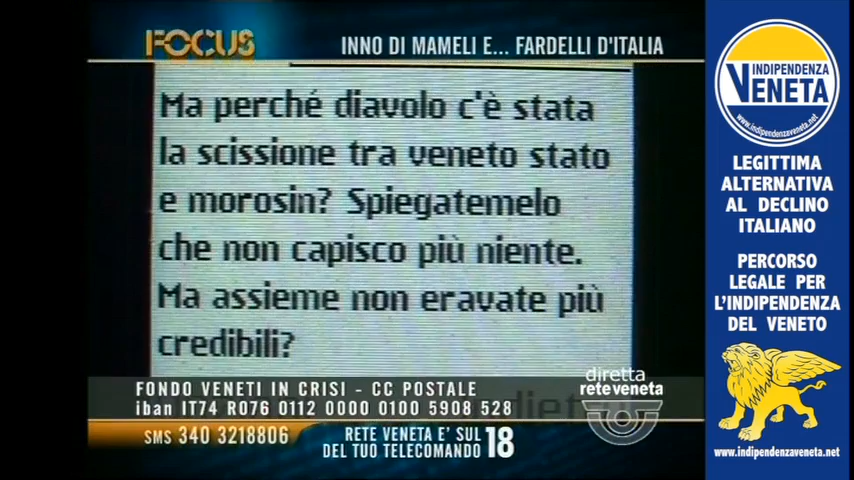 FOCUS
INNO DI MAMELI E... FARDELLI D'ITALIA
Ma perché diavolo c'è stata
la scissione tra veneto stato
e morosin? Spiegatemelo
che non capisco più niente.
Ma assieme non eravate più
credibili?
FONDO VENETI IN CRISI - CC POSTALE
iban IT74 R076 0112 0000 0100 5908 528
diretta
reteveneta
SMS 340 3218806
RETE VENETA E' SUL
DEL TUO TELECOMANDO 18
INDIPENDENZA
VENETA
www.indipendenzaveneta.net
LEGITTIMA
ALTERNATIVA
AL DECLINO
ITALIANO
PERCORSO
LEGALE PER
L'INDIPENDENZA
DEL VENETO
www.indipendenzaveneta.net